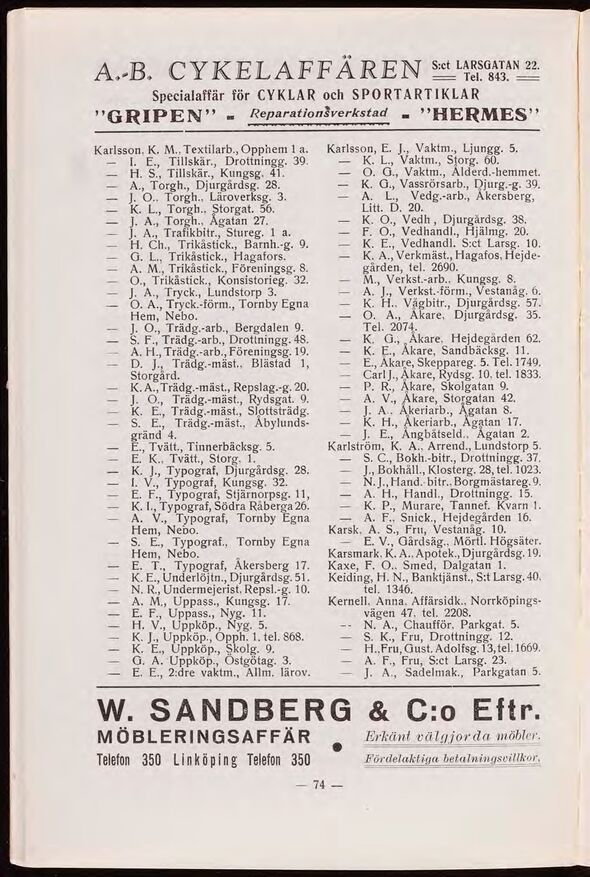 A.-B. CYKELAFFÄREN S:ct LARSGATAN 22.
Tel. 843.
Specialaffär för CYKLAR och SPORTARTIKLAR
"GRIPEN" - Reparationsverkstad - "HERMES"
Karlsson, K. M., Textilarb., Opphem 1 a.
— I. E., Tillskär., Drottningg. 39.
— H. S., Tillskär., Kungsg. 41.
— A., Torgh., Djurgårdsg. 28.
— J. O., Torgh., Läroverksg. 3.
— K. L., Torgh., Storgat. 56.
— J. A., Torgh., Ågatan 27.
— J. A., Trafikbitr., Stureg. 1 a.
— H. Ch., Trikåstick., Barnh.-g. 9.
— G. L., Trikåstick., Hagafors.
— A. M., Trikåstick., Föreningsg. 8.
— O., Trikåstick., Konsistorieg. 32.
— J. A., Tryck., Lundstorp 3.
— O. A., Tryck.-förm., Tornby Egna
Hem, Nebo.
— J. O., Trädg.-arb., Bergdalen 9.
— S. F., Trädg.-arb., Drottningg. 48.
— A. H., Trädg.-arb., Föreningsg. 19.
— D. J., Trädg.-mäst., Blästad 1,
Storgård.
— K. A., Trädg.-mäst., Repslag.-g. 20.
— J. O., Trädg.-mäst., Rydsgat. 9.
— K. E., Trädg.-mäst., Slottsträdg.
— S. E., Trädg.-mäst., Åbylunds-
gränd 4.
— E., Tvätt., Tinnerbäcksg. 5.
— E. K., Tvätt., Storg. 1.
— K. J., Typograf, Djurgårdsg. 28.
— I. V., Typograf, Kungsg. 32.
— E. F., Typograf, Stjärnorpsg. 11,
— K. I., Typograf, Södra Råberga 26.
— A. V., Typograf, Tornby Egna
Hem, Nebo.
— S. E., Typograf., Tornby Egna
Hem, Nebo.
— E. T., Typograf, Åkersberg 17.
— K. E., Underlöjtn., Djurgårdsg. 51.
— N. R., Undermejerist, Repsl.-g. 10.
— A. M., Uppass., Kungsg. 17.
— E. F., Uppass., Nyg. 11.
— H. V., Uppköp., Nyg. 5.
— K. J., Uppköp., Opph. 1. tel. 868.
— K. E., Uppköp., Skolg. 9.
— G. A. Uppköp., Östgötag. 3.
— E. E., 2:dre vaktm., Allm. lärov.
Karlsson, E. J., Vaktm., Ljungg. 5.
— K. L., Vaktm., Storg. 60.
— O. G., Vaktm., Ålderd.-hemmet.
— K. G., Vassrörsarb., Djurg.-g. 39.
— A. L., Vedg.-arb., Åkersberg,
Litt. D. 20.
— K. O., Vedh., Djurgårdsg. 38.
— F. O., Vedhandl., Hjälmg. 20.
— K. E., Vedhandl. S:ct Larsg. 10.
— K. A., Verkmäst., Hagafos, Hejde-
gården, tel. 2690.
— M., Verkst.-arb., Kungsg. 8.
— A. J., Verkst.-förm., Vestanåg. 6.
— K. H., Vägbitr., Djurgårdsg. 57.
— O. A., Åkare, Djurgårdsg. 35.
Tel. 2074.
— K. G., Åkare, Hejdegården 62.
— K. E., Åkare, Sandbäcksg. 11.
— E., Åkare, Skeppareg. 5. Tel. 1749.
— Carl J., Åkare, Rydsg. 10. tel. 1833.
— P. R., Åkare, Skolgatan 9.
— A. V., Åkare, Storgatan 42.
— J. A., Åkeriarb., Ågatan 8.
— K. H., Åkeriarb., Ågatan 17.
— J. E., Ångbåtseld., Ågatan 2.
Karlström, K. A., Arrend., Lundstorp 5.
— S. C., Bokh.-bitr., Drottningg. 37.
— J., Bokhåll., Klosterg. 28, tel. 1023.
— N. J., Hand.-bitr., Borgmästareg. 9.
— A. H., Handl., Drottningg. 15.
— K. P., Murare, Tannef. Kvarn 1.
— A. F., Snick., Hejdegården 16.
Karsk, A. S., Fru, Vestanåg. 10.
— E. V., Gårdsäg., Mörtl. Högsäter.
Karsmark, K. A., Apotek., Djurgårdsg. 19.
Kaxe, F. O., Smed, Dalgatan 1.
Keiding, H. N., Banktjänst., S:t Larsg. 40.
tel. 1346.
Kernell, Anna, Affärsidk., Norrköpings-
vägen 47, tel. 2208.
— N. A., Chaufför, Parkgat. 5.
— S. K., Fru, Drottningg. 12.
— H., Fru, Gust. Adolfsg. 13, tel. 1669.
— A. F., Fru, S:ct Larsg. 23.
— J. A., Sadelmak., Parkgatan 5.
W. SANDBERG & C:o Eftr.
MÖBLERINGSAFFÄR • Erkänt välgjorda möbler.
Telefon 350 Linköping Telefon 350 Fördelaktiga betalningsvillkor.
— 74 —